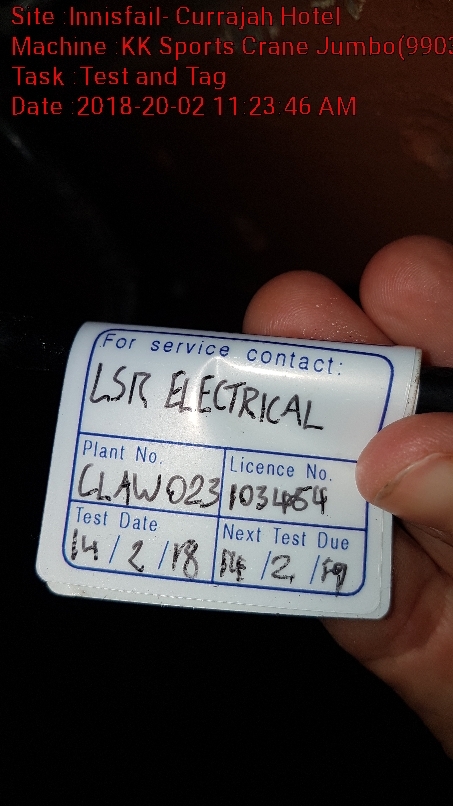 Site :Innisfail- Currajah Hotel
Machine :KK Sports Crane Jumbo(9903
Task :Test and Tag
Date :2018-20-02 11:23:46 AM
For service contact:
LSR ELECTRICAL
Plant No. Licence No.
CLAW023 103464
Test Date Next Test Due
14/2/18 14/2/19